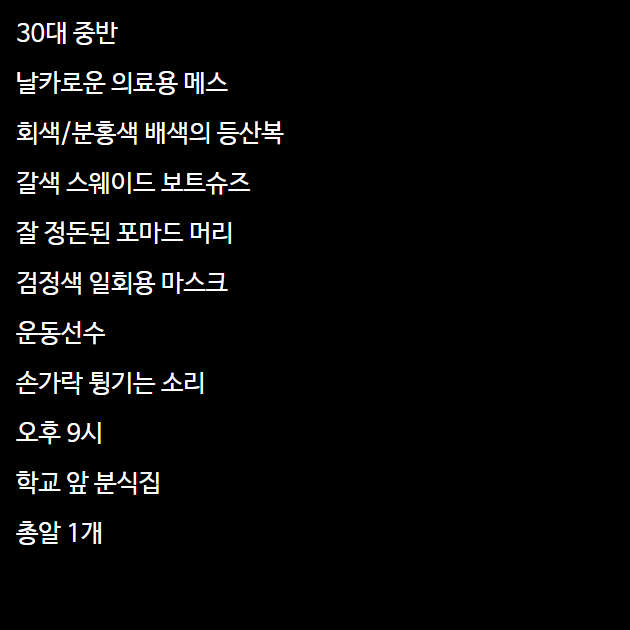 30대 중반
날카로운 의료용 메스
회색/분홍색 배색의 등산복
갈색 스웨이드 보트슈즈
잘 정돈된 포마드 머리
검정색 일회용 마스크
운동선수
손가락 튕기는 소리
오후 9시
학교 앞 분식집
총알 1개